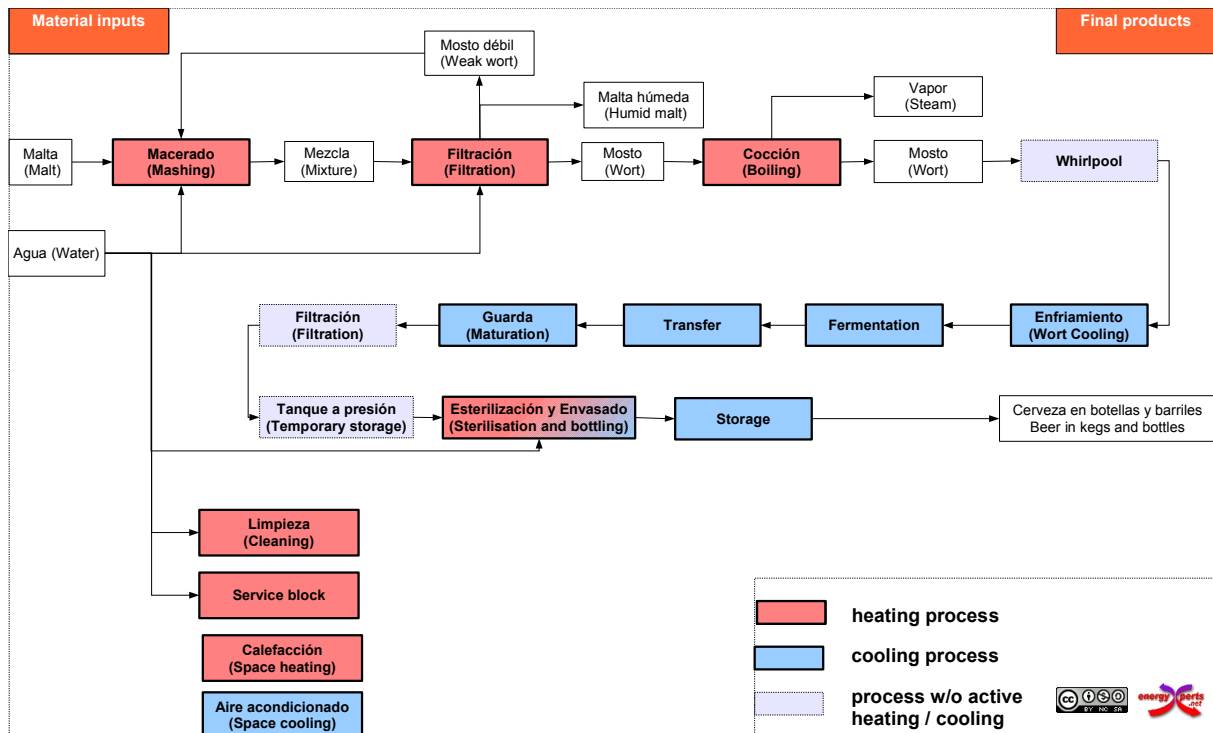 Material inputs
Final products
Mosto débil
(Weak wort)
Malta húmeda
(Humid malt)
Vapor
(Steam)
Malta
(Malt)
Macerado
(Mashing)
Mezcla
(Mixture)
Filtración
(Filtration)
Mosto
(Wort)
Cocción
(Boiling)
Mosto
(Wort)
Whirlpool
Agua (Water)
Filtración
(Filtration)
Guarda
(Maturation)
Transfer
Fermentation
Enfriamiento
(Wort Cooling)
Tanque a presión
(Temporary storage)
Esterilización y Envasado
(Sterilisation and bottling)
Storage
Cerveza en botellas y barriles
Beer in kegs and bottles
Limpieza
(Cleaning)
Service block
Calefacción
(Space heating)
Aire acondicionado
(Space cooling)
heating process
cooling process
process w/o active
heating / cooling
cc
BY NC SA
energy perts
.net